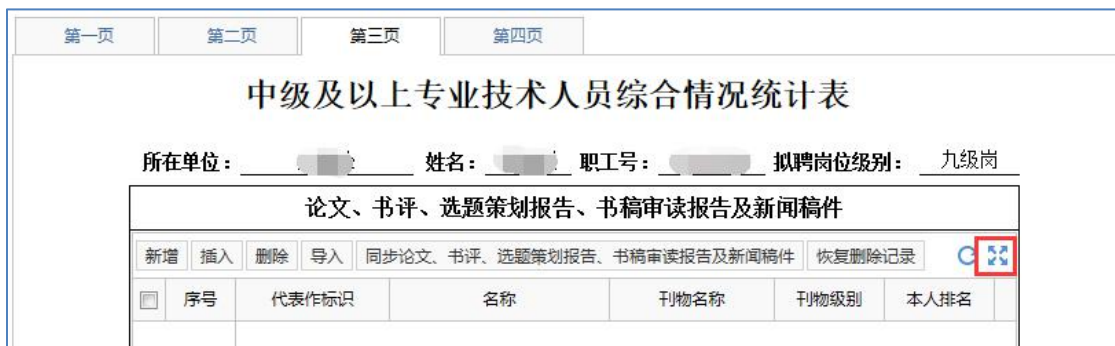 第一页 第二页 第三页 第四页
中级及以上专业技术人员综合情况统计表
所在单位： 姓名： 职工号： 拟聘岗位级别： 九级岗
论文、书评、选题策划报告、书稿审读报告及新闻稿件
新增 插入 删除 导入 同步论文、书评、选题策划报告、书稿审读报告及新闻稿件 恢复删除记录
序号 代表作标识 名称 刊物名称 刊物级别 本人排名